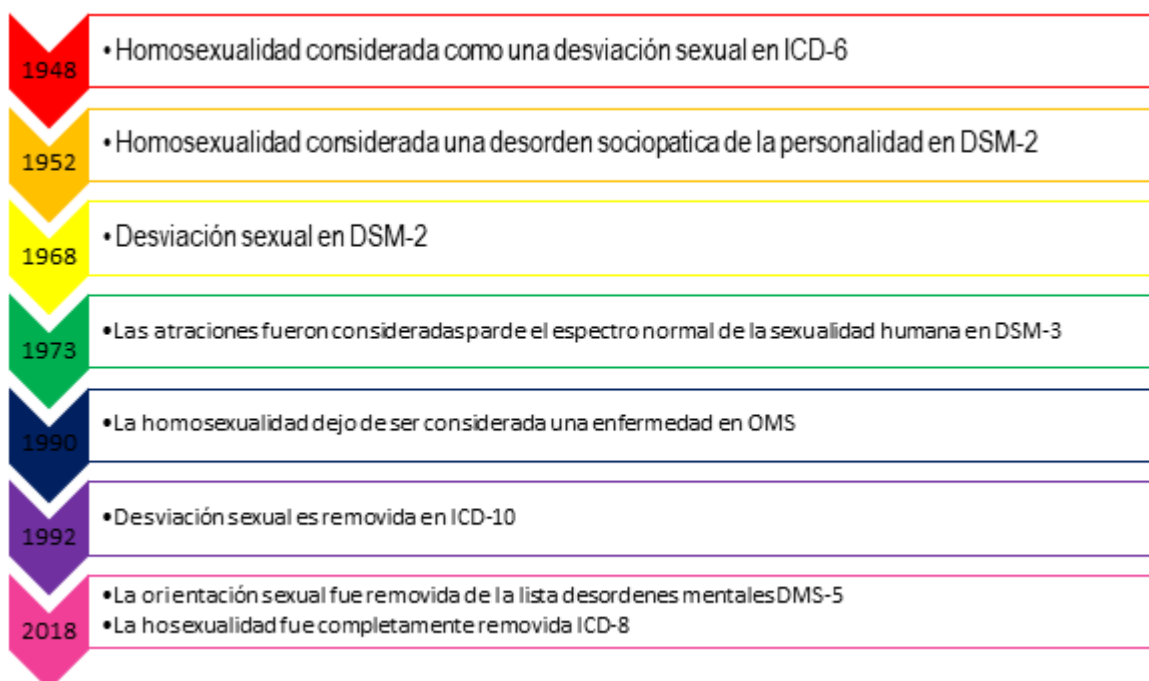 1948
• Homosexualidad considerada como una desviación sexual en ICD-6
1952
• Homosexualidad considerada una desorden sociopatica de la personalidad en DSM-2
1968
• Desviación sexual en DSM-2
1973
•Las atraciones fueron consideradas parde el espectro normal de la sexualidad humana en DSM-3
1990
•La homosexualidad dejo de ser considerada una enfermedad en OMS
1992
•Desviación sexual es removida en ICD-10
2018
•La orientación sexual fue removida de la lista desordenes mentales DMS-5
•La hosexualidad fue completamente removida ICD-8